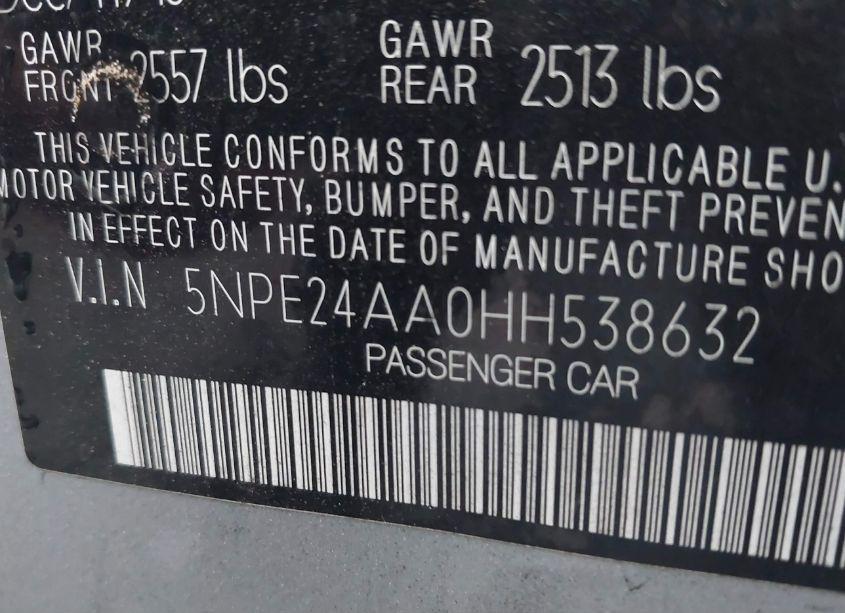 GAWR FRONT 2557 lbs GAWR REAR 2513 lbs
THIS VEHICLE CONFORMS TO ALL APPLICABLE U.
MOTOR VEHICLE SAFETY, BUMPER, AND THEFT PREVEN
IN EFFECT ON THE DATE OF MANUFACTURE SHO
V.I.N 5NPE24AA0HH538632
PASSENGER CAR